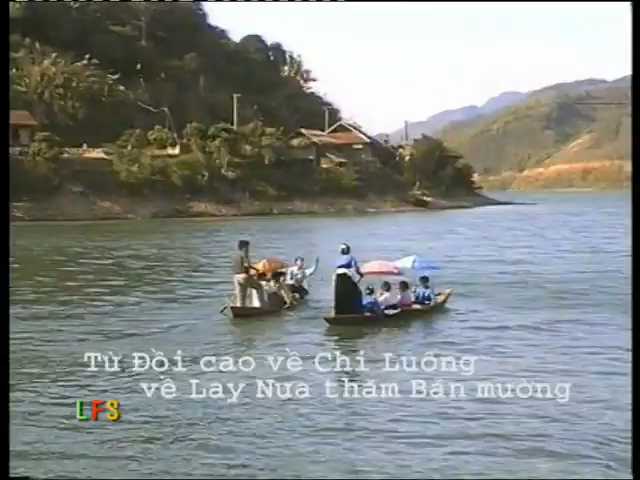 Từ Đồi cao về Chi Luông
về Lay Nưa thăm Bản mường
LFS